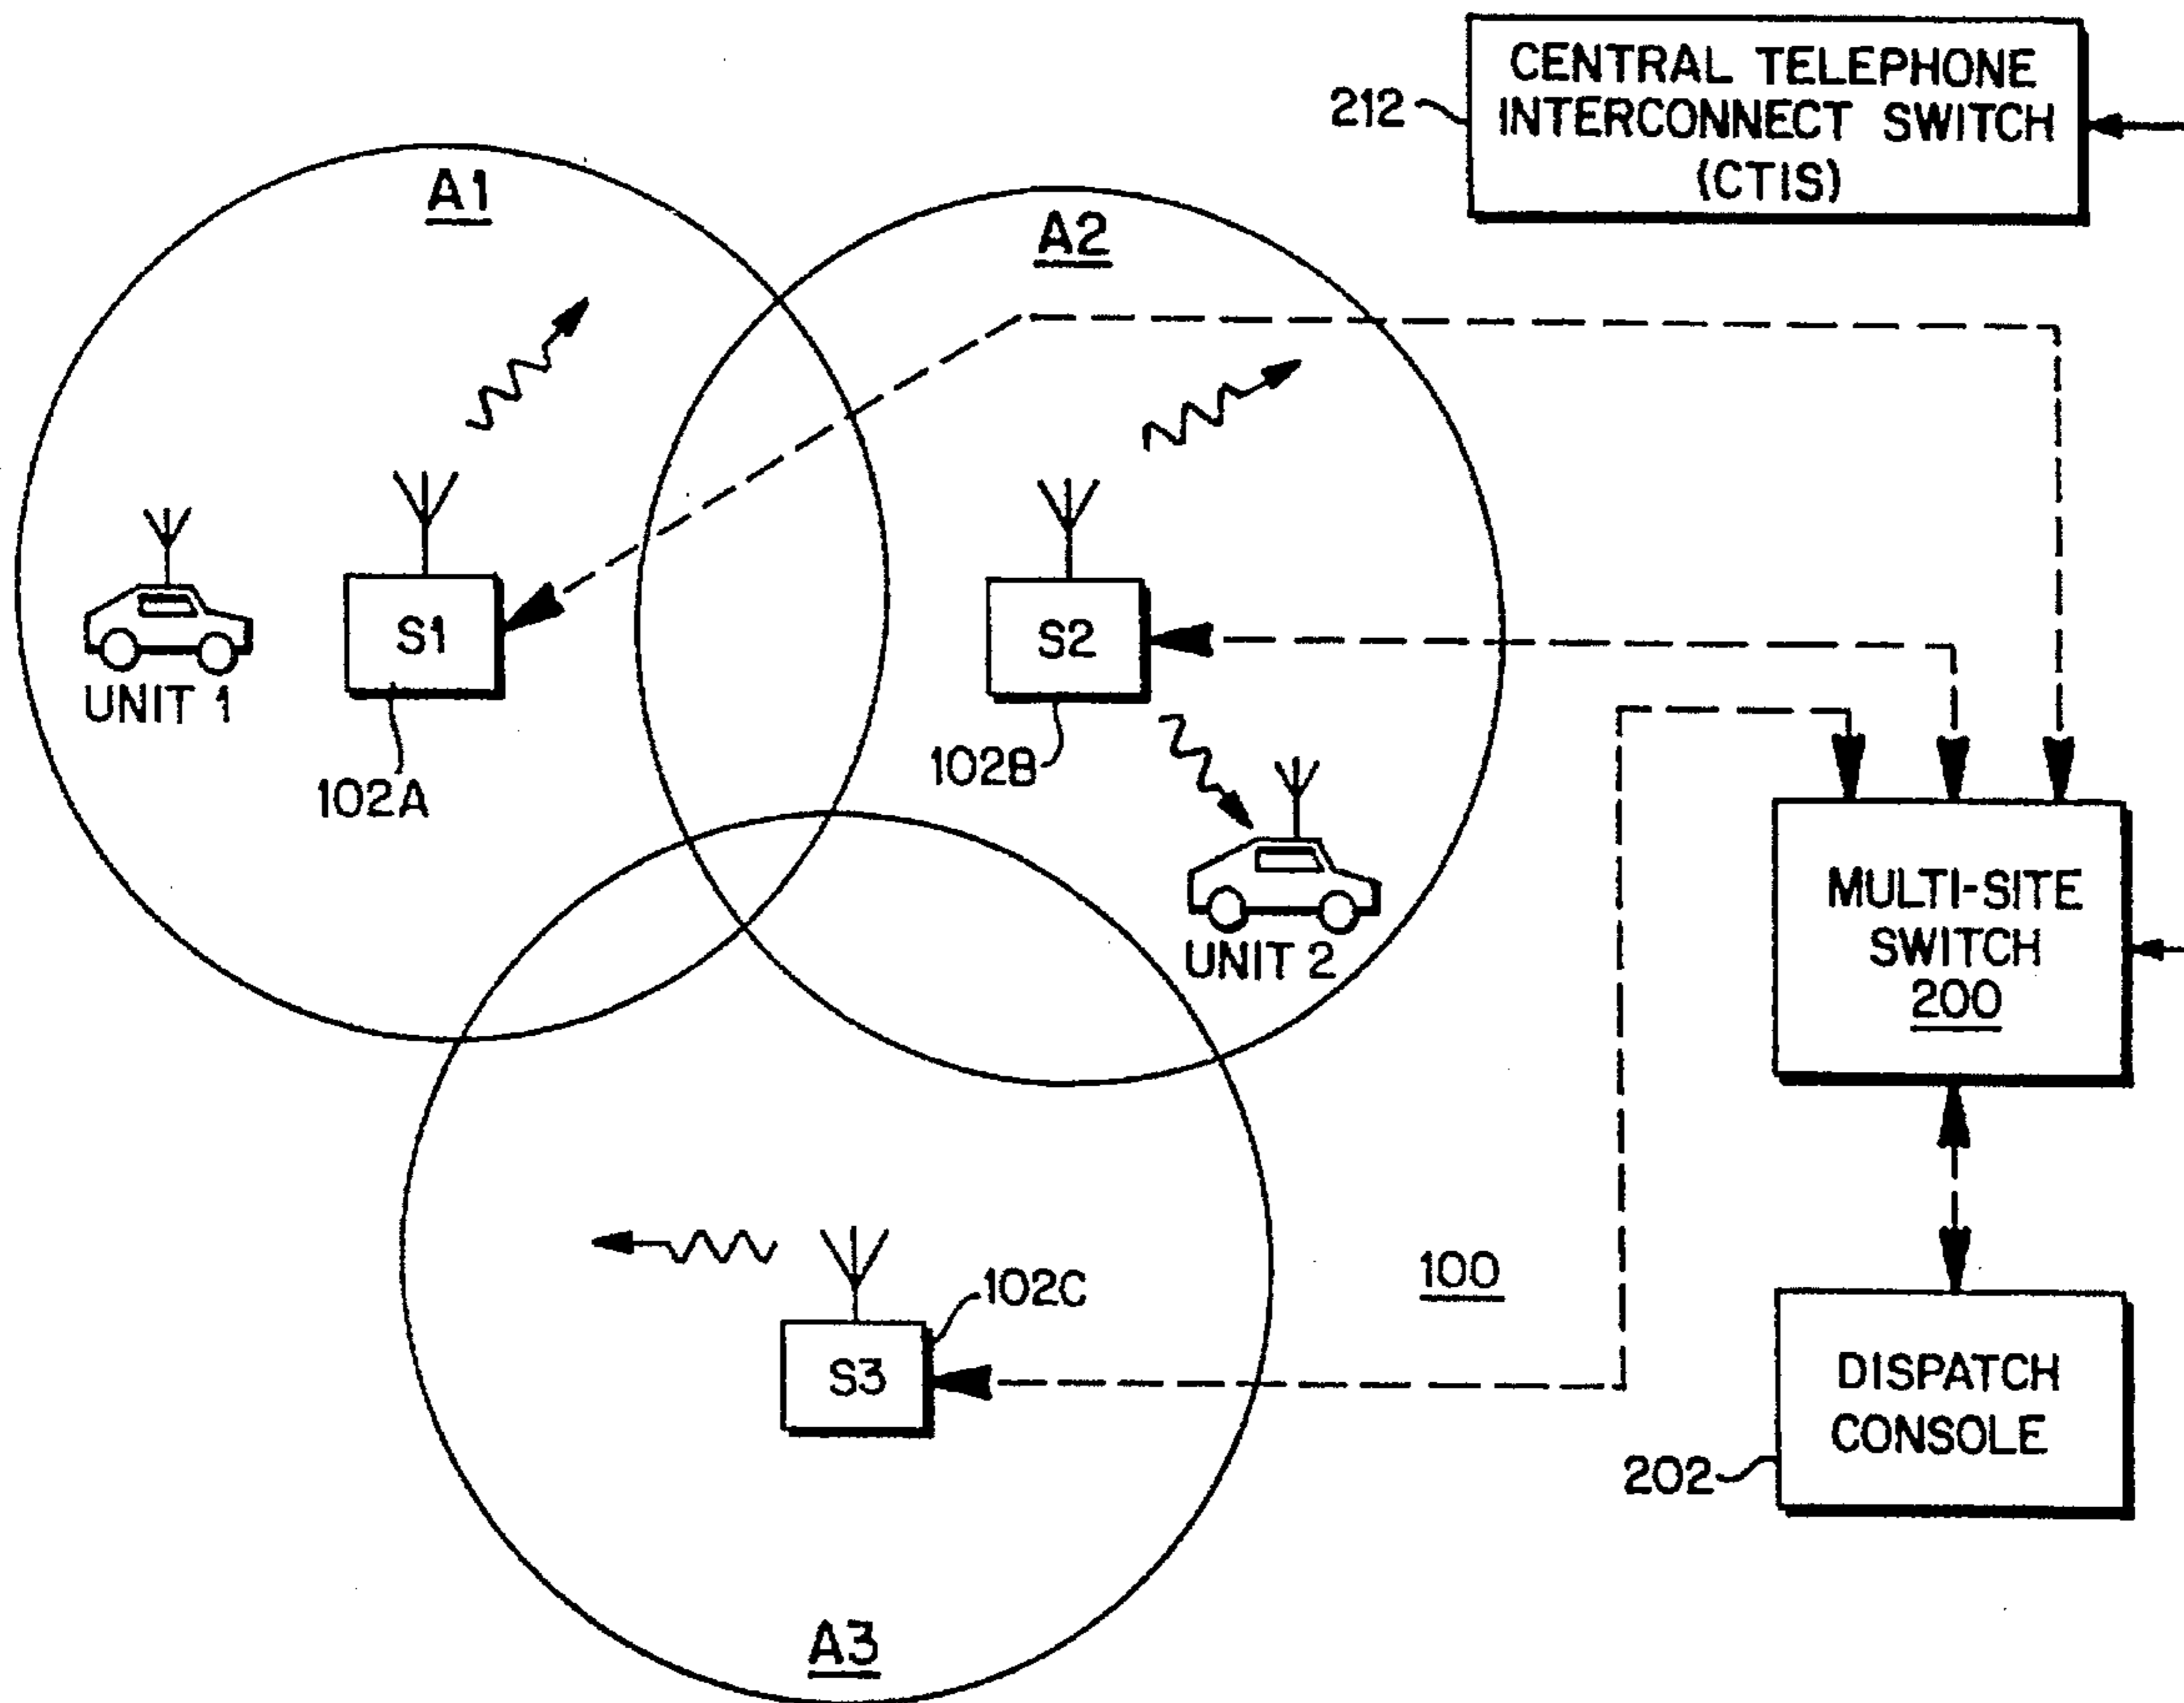 CENTRAL TELEPHONE
INTERCONNECT SWITCH
(CTIS)
212
A1
A2
S1
UNIT 1
102A
S2
102B
UNIT 2
MULTI-SITE
SWITCH
200
102C
S3
100
DISPATCH
CONSOLE
202
A3